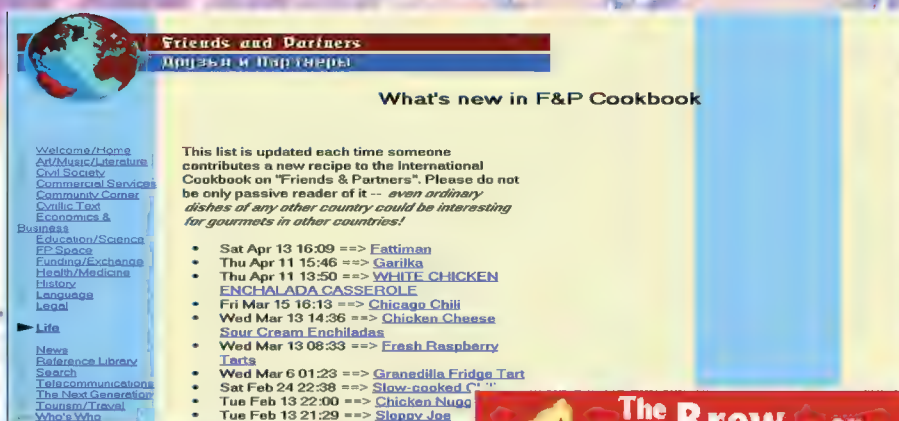 Friends and Partners
Друзья и Партнеры
What's new in F&P Cookbook
Welcome/Home
Art/Music/Literature
Civil Society
Commercial Services
Community Corner
Cyrillic Text
Economics &
Business
Education/Science
FP Space
Funding/Exchange
Health/Medicine
History
Language
Legal
Life
News
Reference Library
Search
Telecommunications
The Next Generation
Tourism/Travel
Who's Who
This list is updated each time someone
contributes a new recipe to the International
Cookbook on "Friends & Partners". Please do not
be only passive reader of it -- even ordinary
dishes of any other country could be interesting
for gourmets in other countries!
• Sat Apr 13 16:09 ==> Fattiman
• Thu Apr 11 15:46 ==> Garilka
• Thu Apr 11 13:50 ==> WHITE CHICKEN
ENCHALADA CASSEROLE
• Fri Mar 15 16:13 ==> Chicago Chili
• Wed Mar 13 14:36 ==> Chicken Cheese
Sour Cream Enchiladas
• Wed Mar 13 08:33 ==> Fresh Raspberry
Tarts
• Wed Mar 6 01:23 ==> Granedilla Fridge Tart
• Sat Feb 24 22:38 ==> Slow-cooked
• Tue Feb 13 22:00 ==> Chicken Nugg
• Tue Feb 13 21:29 ==> Sloppy Joe
The Brew